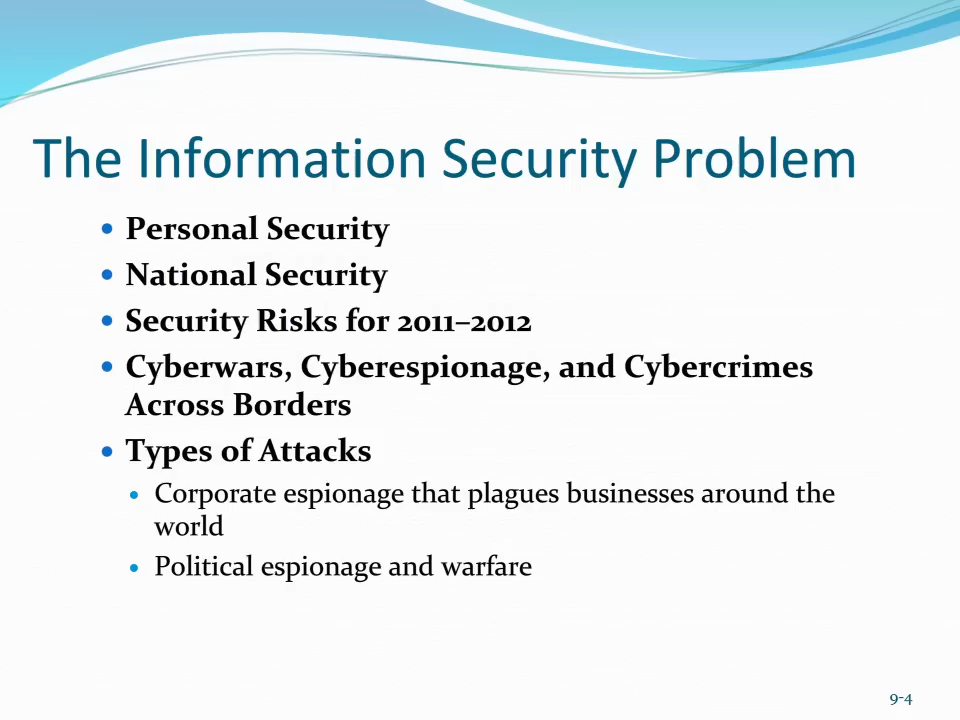 The Information Security Problem
• Personal Security
• National Security
• Security Risks for 2011–2012
• Cyberwars, Cyberespionage, and Cybercrimes
Across Borders
• Types of Attacks
• Corporate espionage that plagues businesses around the
world
• Political espionage and warfare
9-4